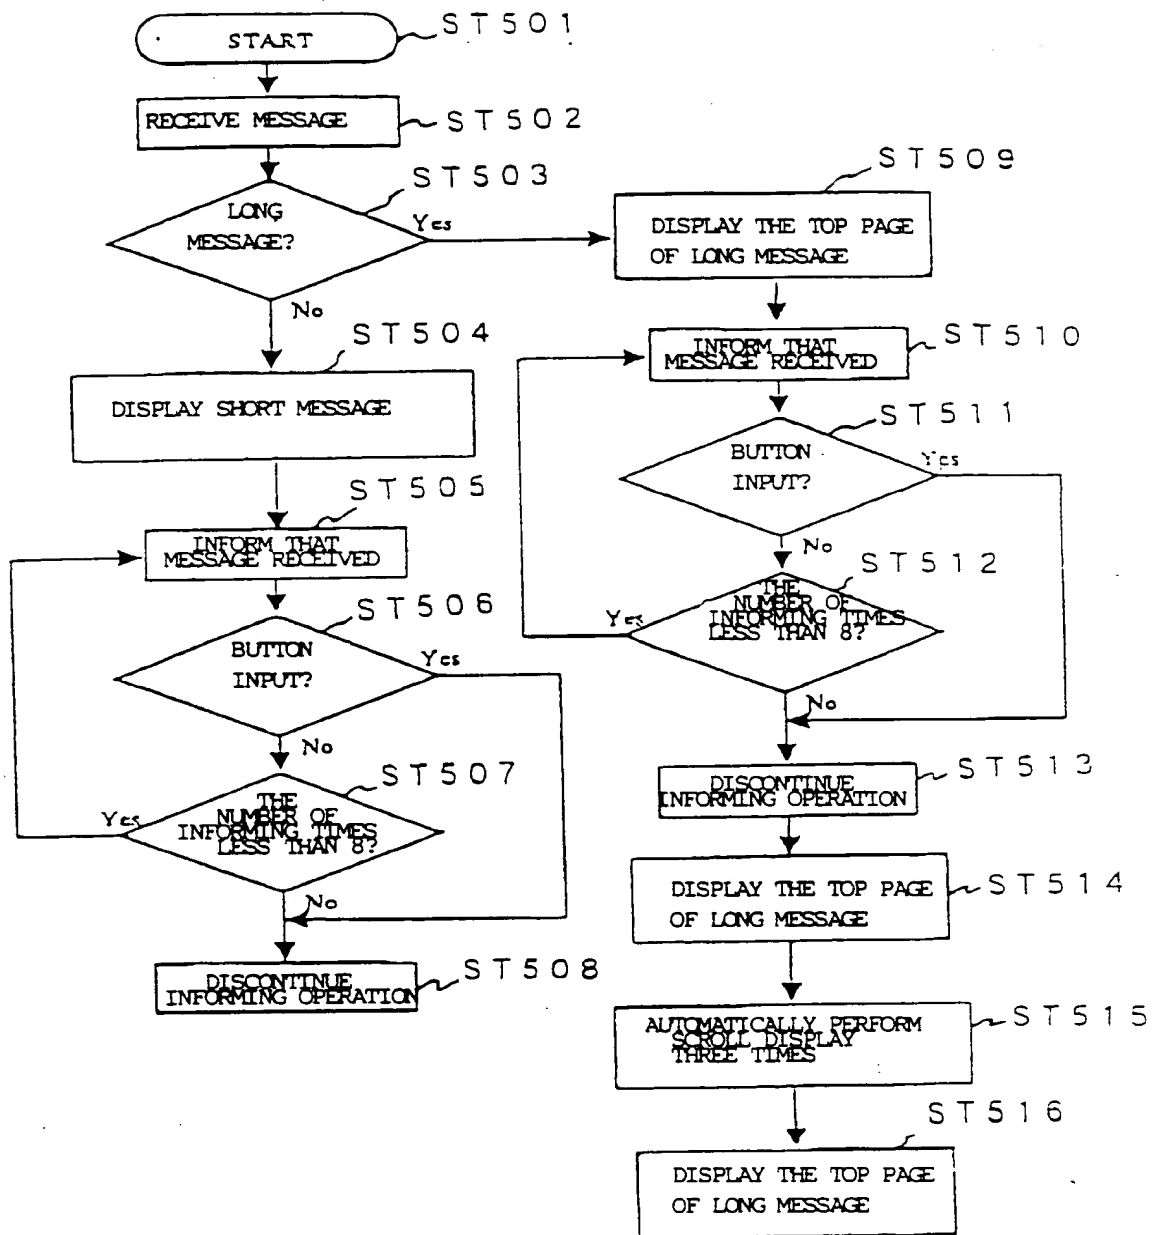 START
ST501
RECEIVE MESSAGE
ST502
LONG
MESSAGE?
ST503
Yes
No
ST504
DISPLAY SHORT MESSAGE
ST505
INFORM THAT
MESSAGE RECEIVED
ST506
BUTTON
INPUT?
Yes
No
ST507
THE
NUMBER OF
INFORMING TIMES
LESS THAN 8?
Yes
No
ST508
DISCONTINUE
INFORMING OPERATION
ST509
DISPLAY THE TOP PAGE
OF LONG MESSAGE
ST510
INFORM THAT
MESSAGE RECEIVED
ST511
BUTTON
INPUT?
Yes
No
ST512
THE
NUMBER OF
INFORMING TIMES
LESS THAN 8?
Yes
No
ST513
DISCONTINUE
INFORMING OPERATION
DISPLAY THE TOP PAGE
OF LONG MESSAGE
ST514
AUTOMATICALLY PERFORM
SCROLL DISPLAY
THREE TIMES
ST515
ST516
DISPLAY THE TOP PAGE
OF LONG MESSAGE